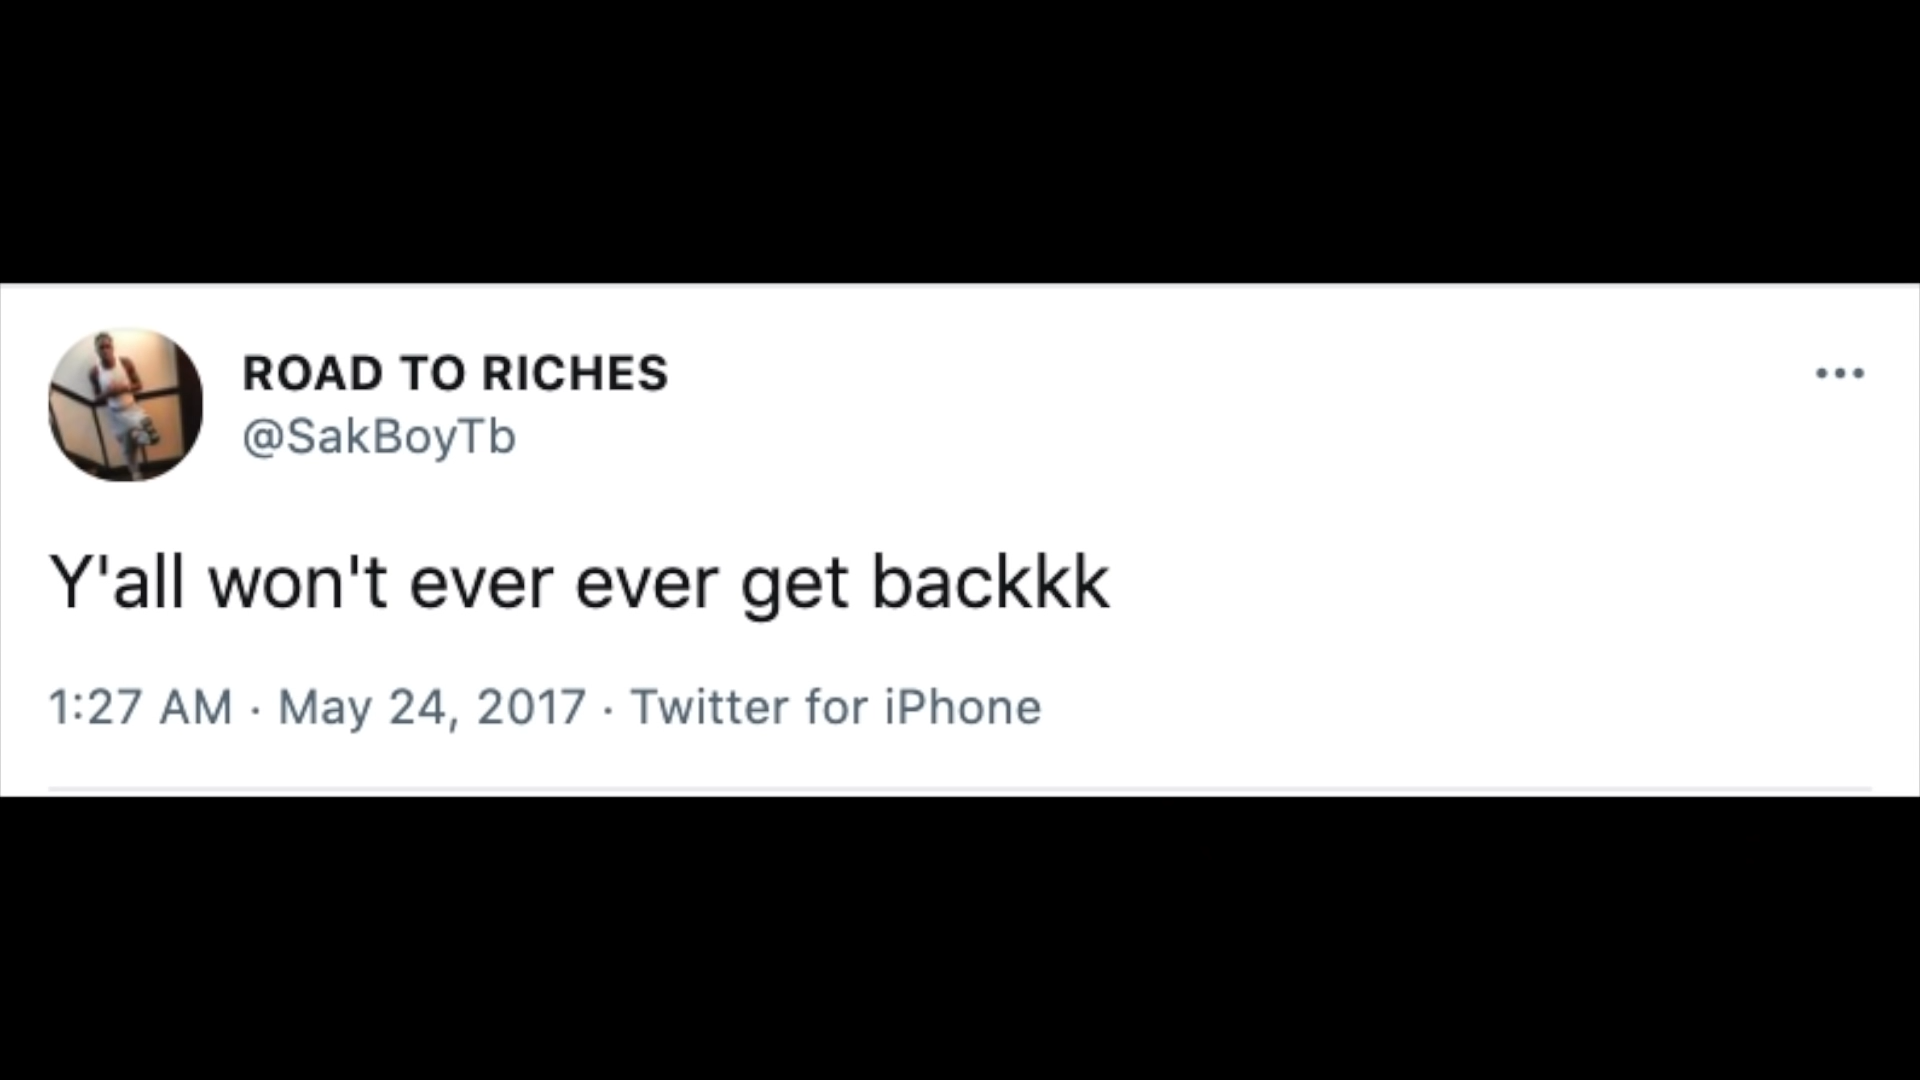 ROAD TO RICHES
@SakBoyTb
Y'all won't ever ever get backkk
1:27 AM · May 24, 2017 · Twitter for iPhone